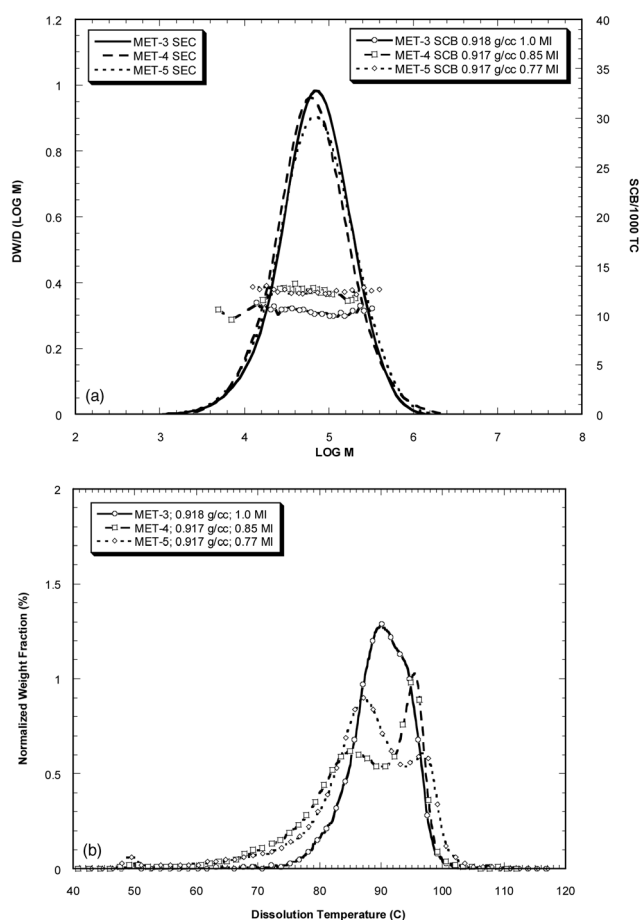 1.2
1
0.8
0.6
0.4
0.2
0
DW/D (LOG M)
MET-3 SEC
MET-4 SEC
MET-5 SEC
MET-3 SCB 0.918 g/cc 1.0 MI
MET-4 SCB 0.917 g/cc 0.85 MI
MET-5 SCB 0.917 g/cc 0.77 MI
40
35
30
25
20
15
10
5
0
SCB/1000 TC
(a)
2 3 4 5 6 7 8
LOG M
2
1.5
1
0.5
0
Normalized Weight Fraction (%)
MET-3; 0.918 g/cc; 1.0 MI
MET-4; 0.917 g/cc; 0.85 MI
MET-5; 0.917 g/cc; 0.77 MI
(b)
40 50 60 70 80 90 100 110 120
Dissolution Temperature (C)